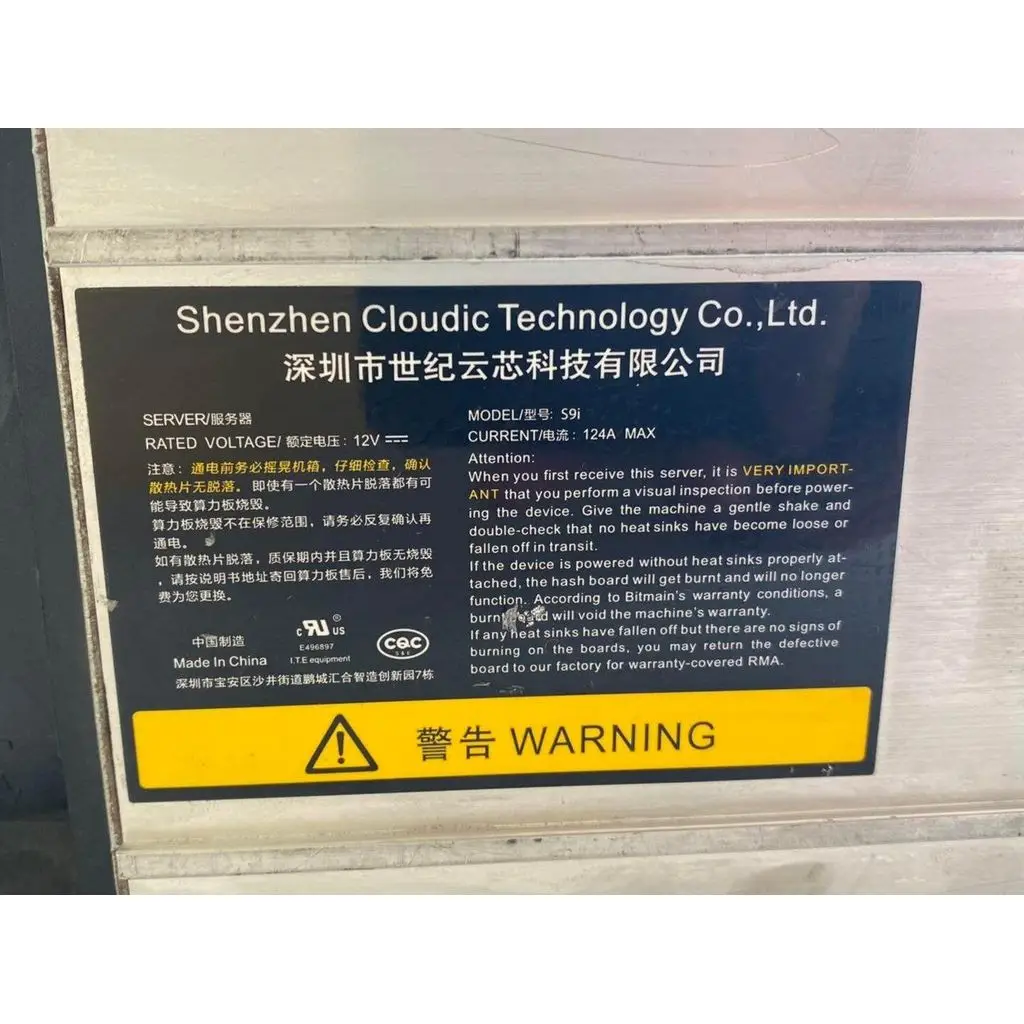 Shenzhen Cloudic Technology Co.,Ltd.
深圳市世纪云芯科技有限公司
SERVER/服务器
RATED VOLTAGE/ 额定电压: 12V
注意: 通电前务必摇晃机箱，仔细检查，确认
散热片无脱落。即使有一个散热片脱落都有可
能导致算力板烧毁。
算力板烧毁不在保修范围，请务必反复确认再
通电。
如有散热片脱落，质保期内并且算力板无烧毁
，请按说明书地址寄回算力板售后，我们将免
费为您更换。
MODEL/型号: S9i
CURRENT/电流: 124A MAX
Attention:
When you first receive this server, it is VERY IMPORT-
ANT that you perform a visual inspection before power-
ing the device. Give the machine a gentle shake and
double-check that no heat sinks have become loose or
fallen off in transit.
If the device is powered without heat sinks properly at-
tached, the hash board will get burnt and will no longer
function. According to Bitmain's warranty conditions, a
burnt will void the machine's warranty.
If any heat sinks have fallen off but there are no signs of
burning on the boards, you may return the defective
board to our factory for warranty-covered RMA.
中国制造
Made In China
c RU US ®
E496897
I.T.E equipment
CQC
S&E
深圳市宝安区沙井街道鹏城汇合智造创新园7栋
警告 WARNING